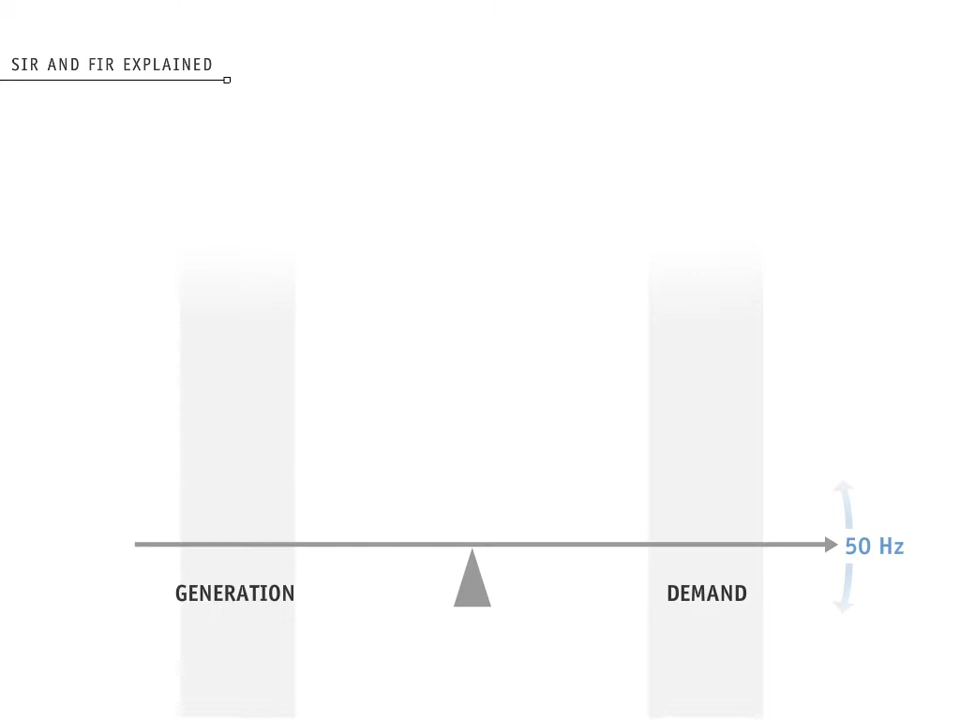 SIR AND FIR EXPLAINED
50 Hz
GENERATION
DEMAND